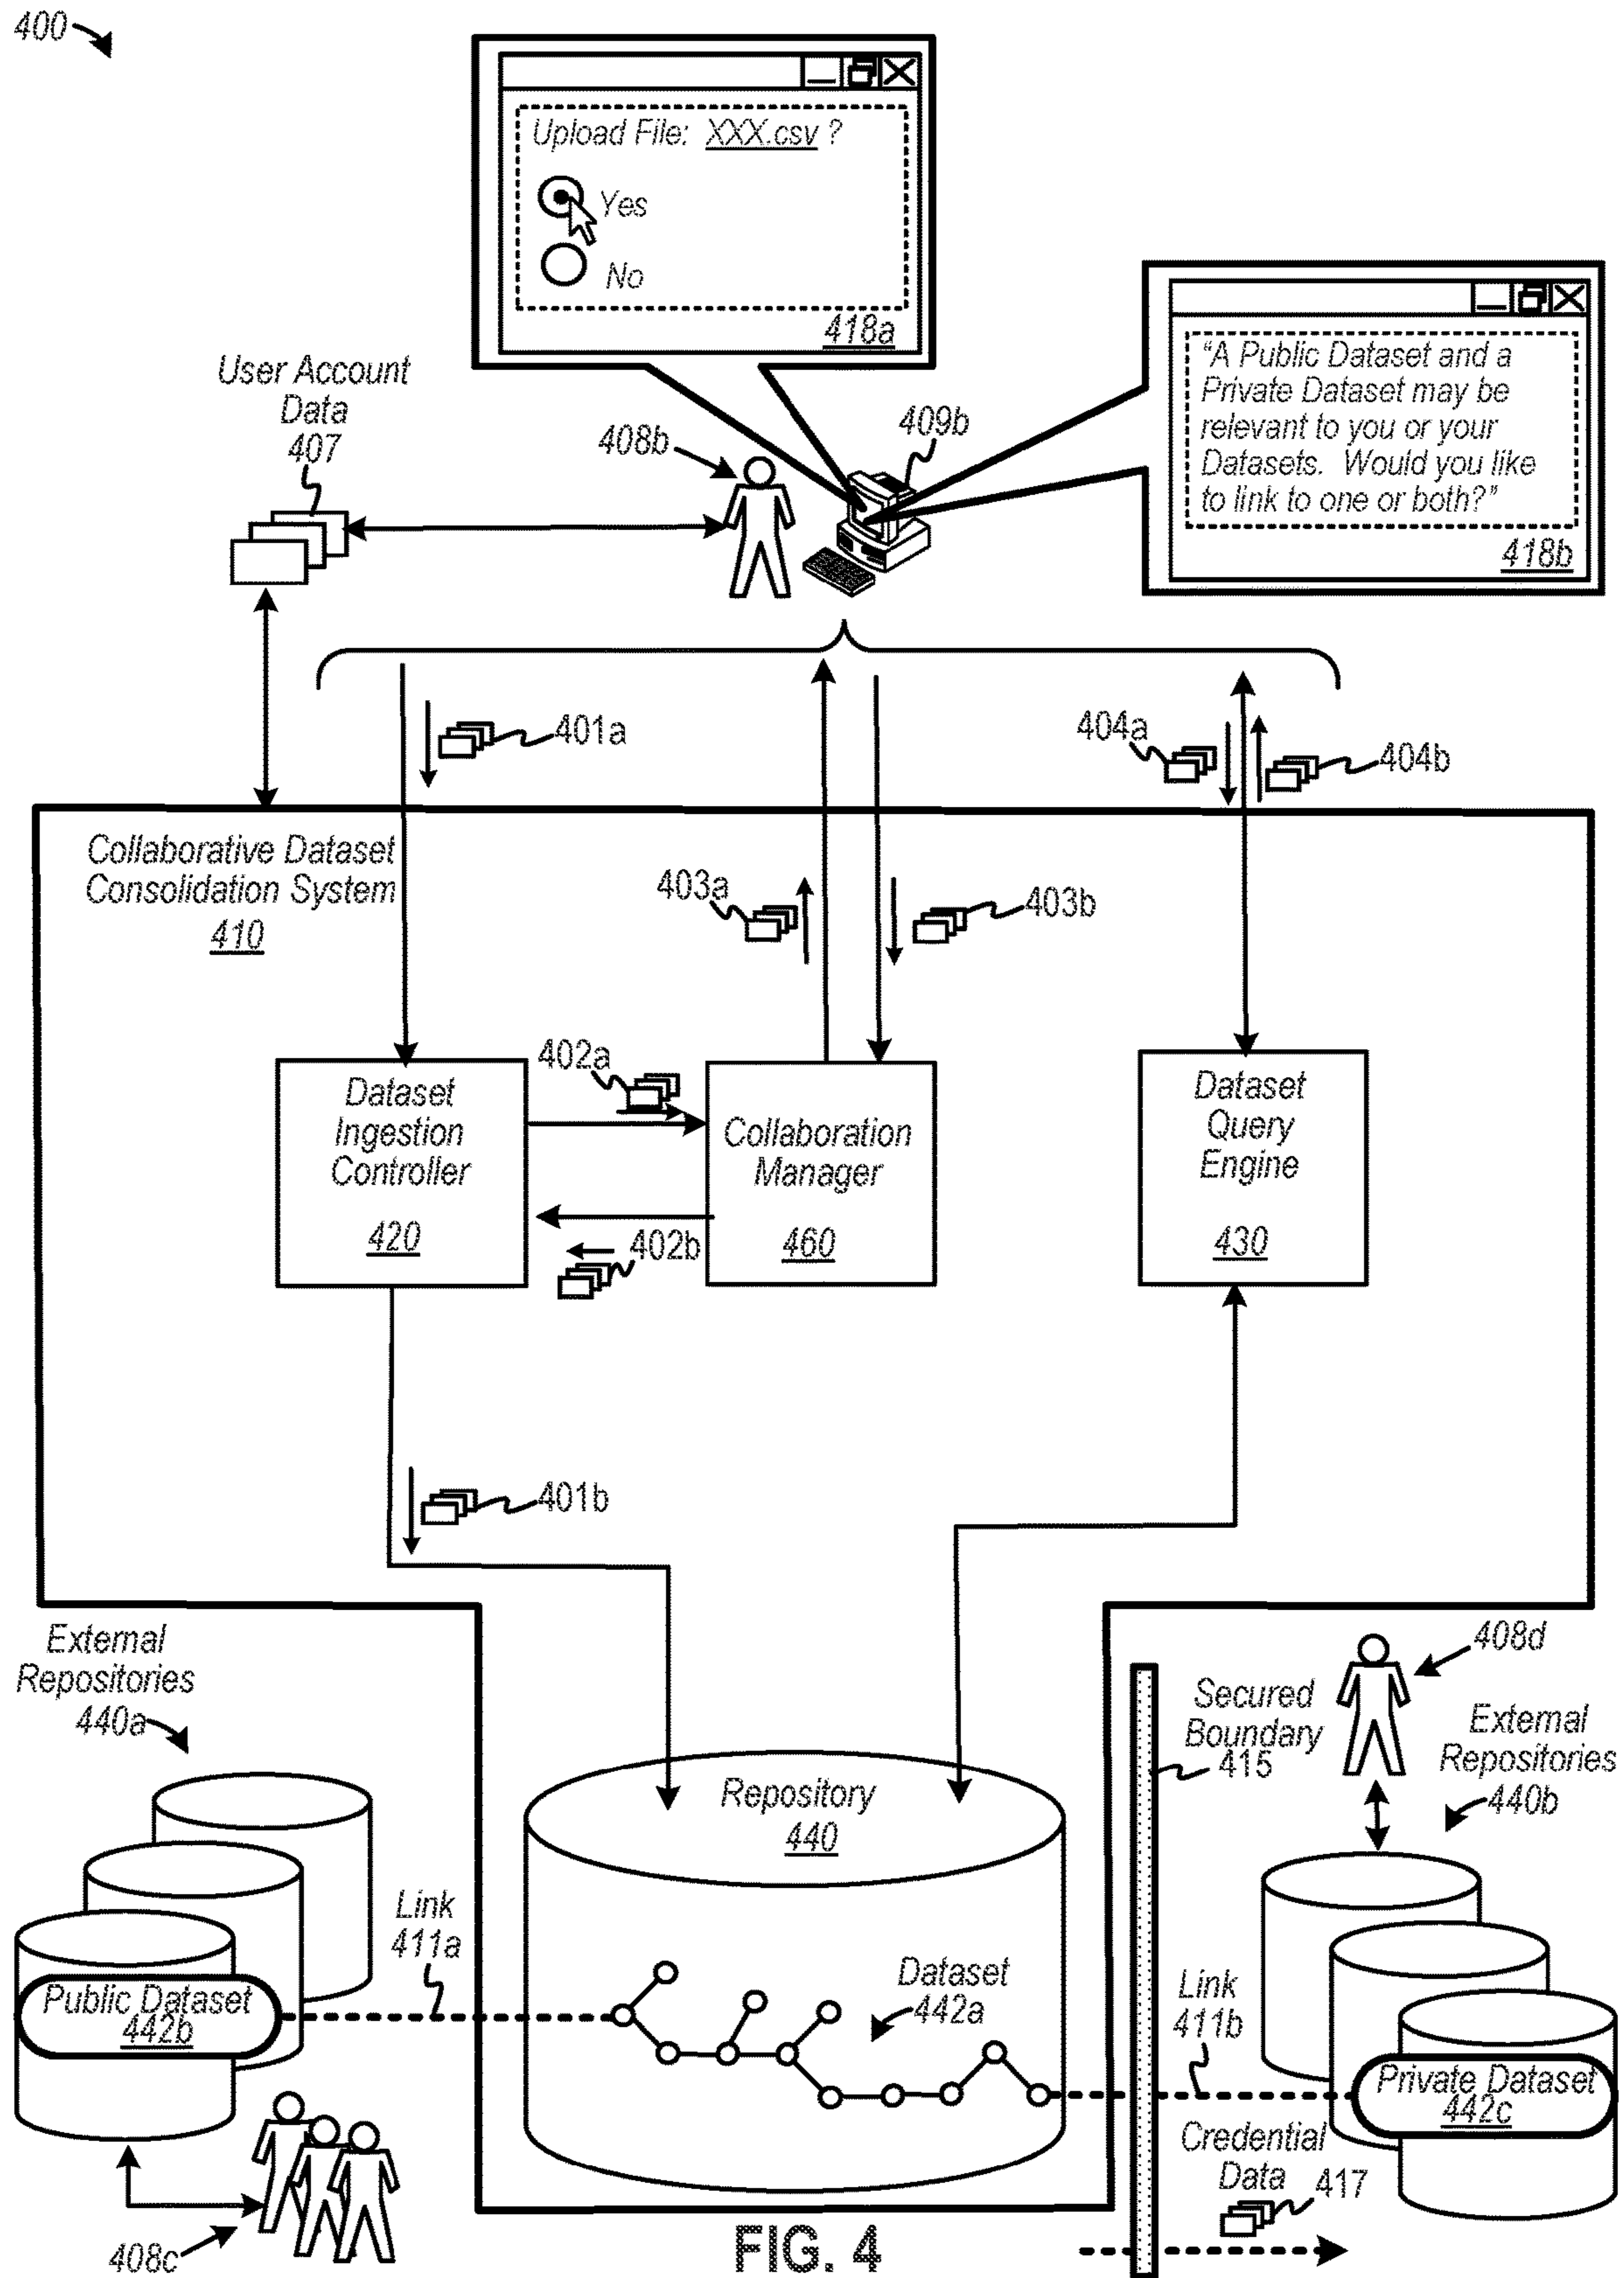 400
Upload File: XXX.csv ?
Yes
No
418a
"A Public Dataset and a
Private Dataset may be
relevant to you or your
Datasets. Would you like
to link to one or both?"
418b
User Account
Data
407
408b
409b
401a
404a
404b
Collaborative Dataset
Consolidation System
410
403a
403b
402a
Dataset
Ingestion
Controller
420
Collaboration
Manager
460
Dataset
Query
Engine
430
402b
401b
External
Repositories
440a
408d
Secured
Boundary
415
External
Repositories
440b
Repository
440
Link
411a
Dataset
442a
Link
411b
Public Dataset
442b
Private Dataset
442c
Credential
Data
417
408c
FIG. 4